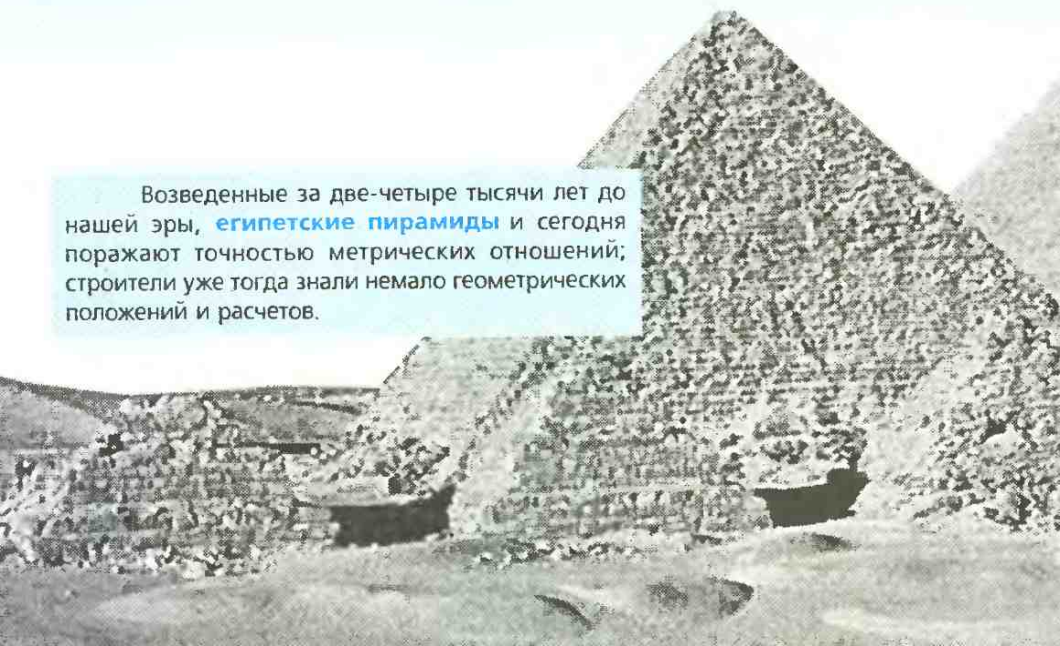 Возведенные за две-четыре тысячи лет до
нашей эры, египетские пирамиды и сегодня
поражают точностью метрических отношений;
строители уже тогда знали немало геометрических
положений и расчетов.